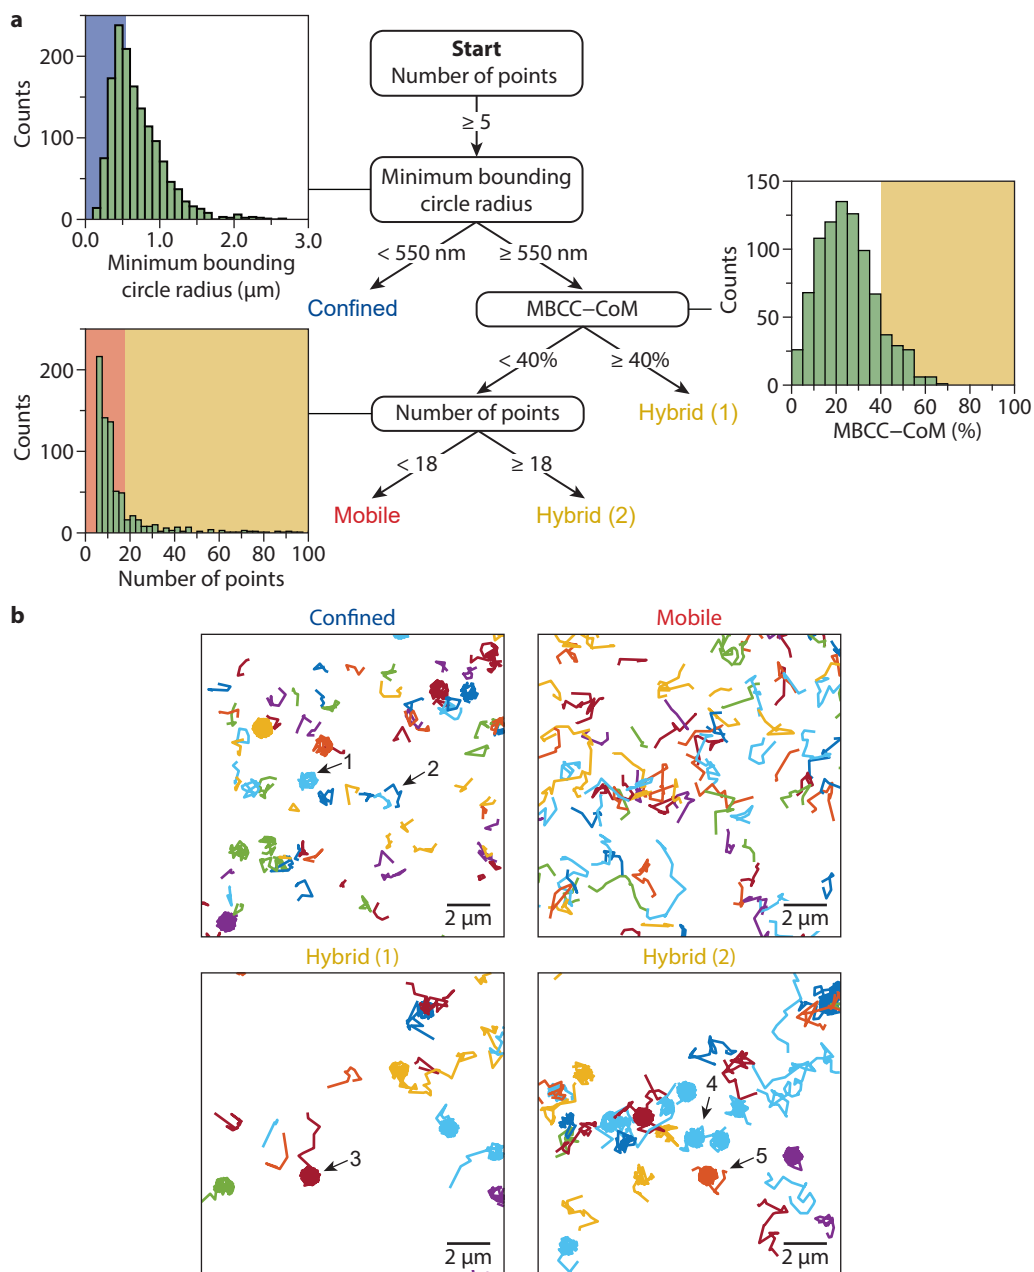 a
Counts
200
100
0
0.0 1.0 2.0 3.0
Minimum bounding
circle radius (µm)
Start
Number of points
≥ 5
Minimum bounding
circle radius
< 550 nm
≥ 550 nm
Confined
MBCC–CoM
< 40%
≥ 40%
Number of points
Hybrid (1)
< 18
≥ 18
Mobile
Hybrid (2)
Counts
150
100
50
0
0 20 40 60 80 100
MBCC–CoM (%)
Counts
200
100
0
0 20 40 60 80 100
Number of points
b
Confined
1
2
2 µm
Mobile
2 µm
Hybrid (1)
3
2 µm
Hybrid (2)
4
5
2 µm